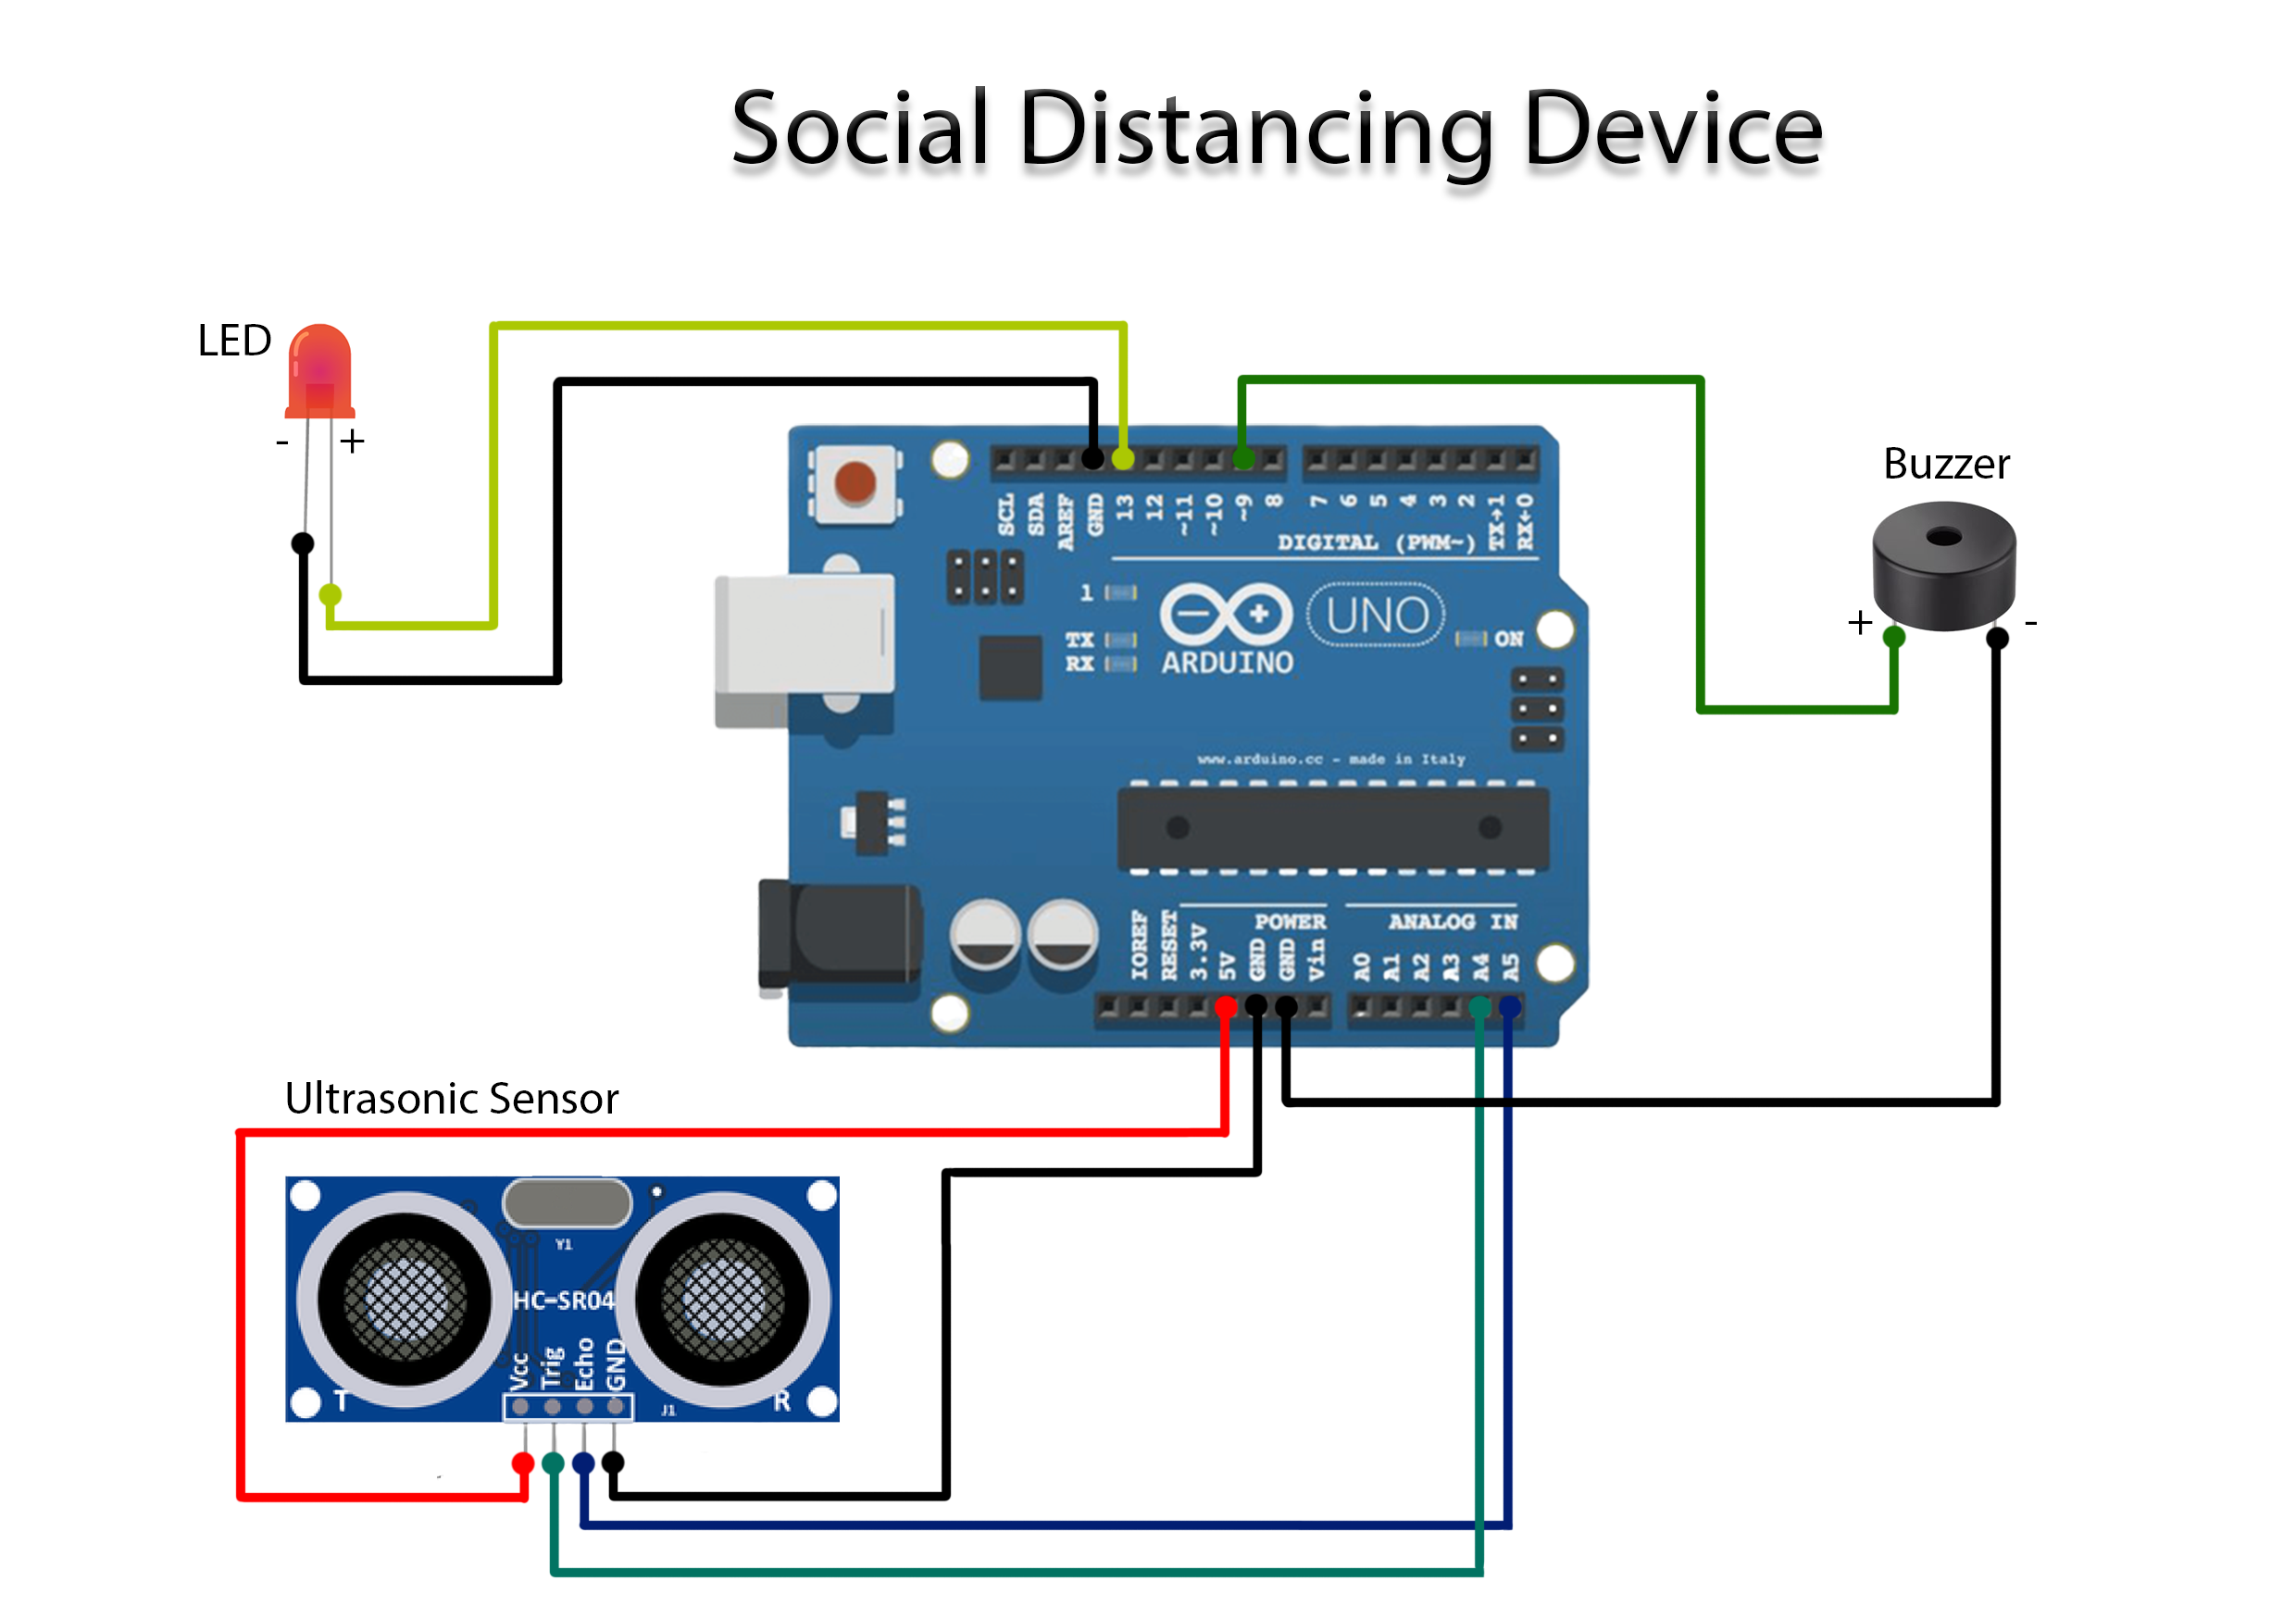 Social Distancing Device
LED
- +
Buzzer
+ -
SCL
SDA
AREF
GND
13
12
~11
~10
~9
8
7
6
5
4
3
2
TX→1
RX←0
DIGITAL (PWM~)
1
TX
RX
ARDUINO
UNO
ON
www.arduino.cc - made in Italy
POWER
ANALOG IN
IOREF
RESET
3.3V
5V
GND
GND
Vin
A0
A1
A2
A3
A4
A5
Ultrasonic Sensor
Y1
HC-SR04
Vcc
Trig
Echo
GND
T
J1
R